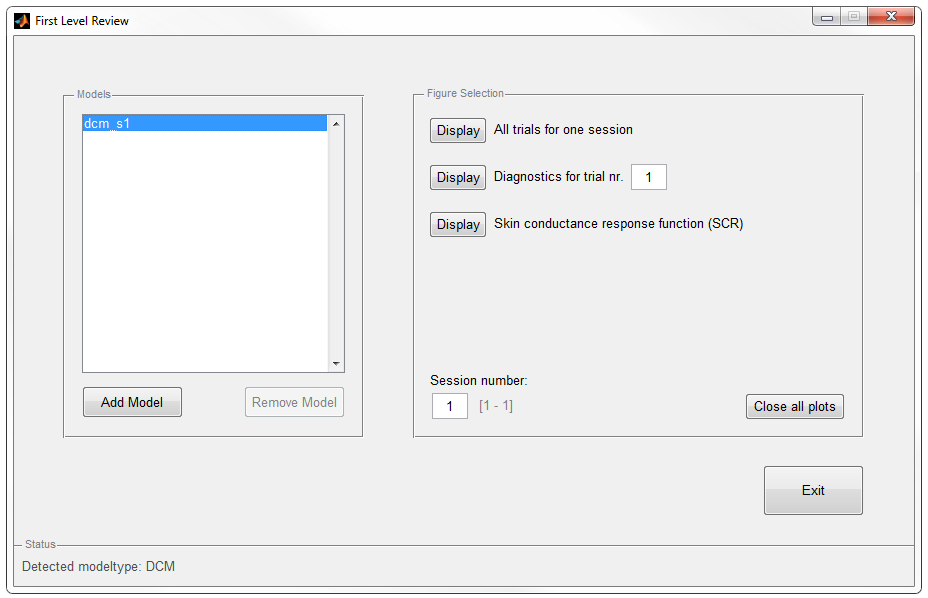 First Level Review
Models
dcm_s1
Add Model
Remove Model
Figure Selection
Display All trials for one session
Display Diagnostics for trial nr. 1
Display Skin conductance response function (SCR)
Session number:
1 [1 - 1]
Close all plots
Exit
Status
Detected modeltype: DCM